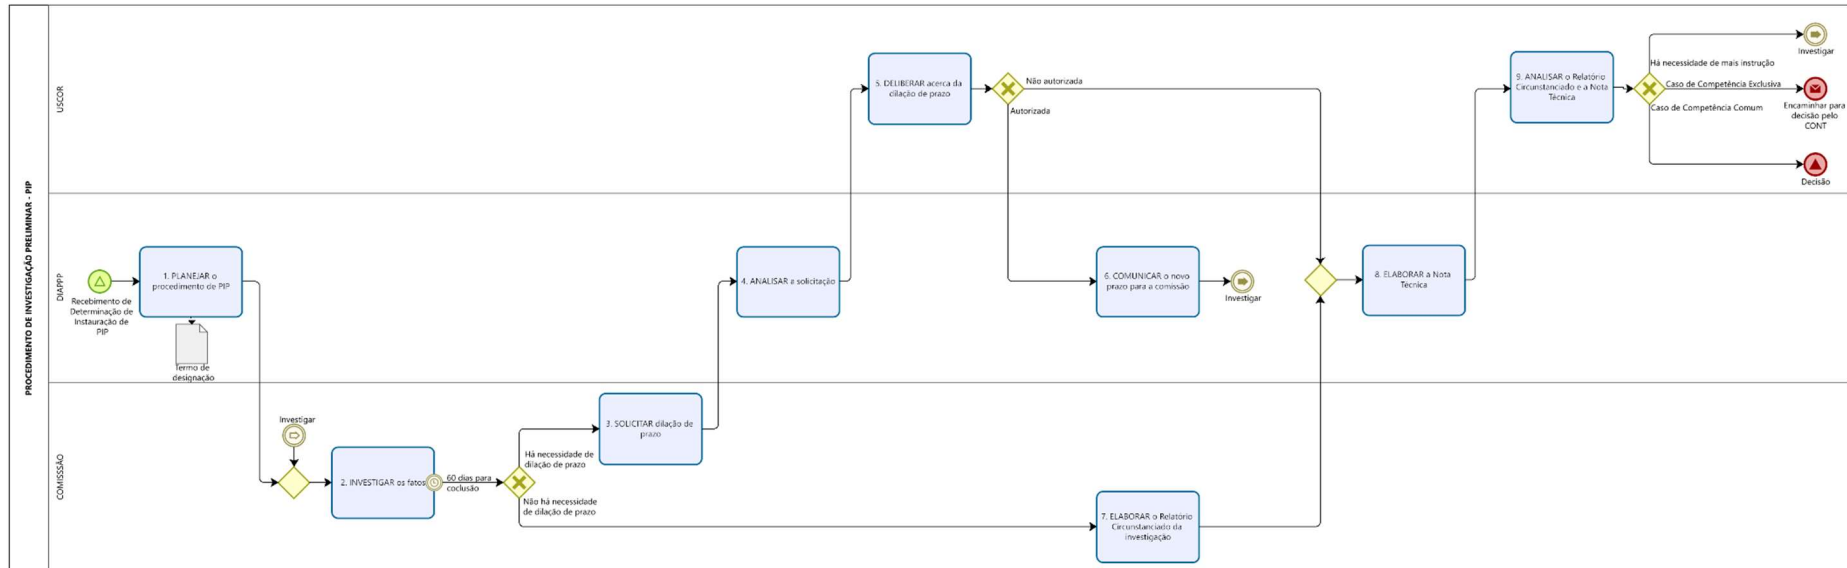 PROCEDIMENTO DE INVESTIGAÇÃO PRELIMINAR - PIP
USCOR
5. DELIBERAR acerca da
dilação de prazo
Não autorizada
Autorizada
9. ANALISAR o Relatório
Circunstanciado e a Nota
Técnica
Há necessidade de mais instrução
Caso de Competência Exclusiva
Caso de Competência Comum
Investigar
Encaminhar para
decisão pelo
CONT
Decisão
DIAPP
Recebimento de
Determinação de
Instauração de
PIP
1. PLANEJAR o
procedimento de PIP
Termo de
designação
4. ANALISAR a solicitação
6. COMUNICAR o novo
prazo para a comissão
Investigar
8. ELABORAR a Nota
Técnica
COMISSSÃO
Investigar
2. INVESTIGAR os fatos
60 dias para
coclusão
Há necessidade de
dilação de prazo
Não há necessidade
de dilação de prazo
3. SOLICITAR dilação de
prazo
7. ELABORAR o Relatório
Circunstanciado da
investigação